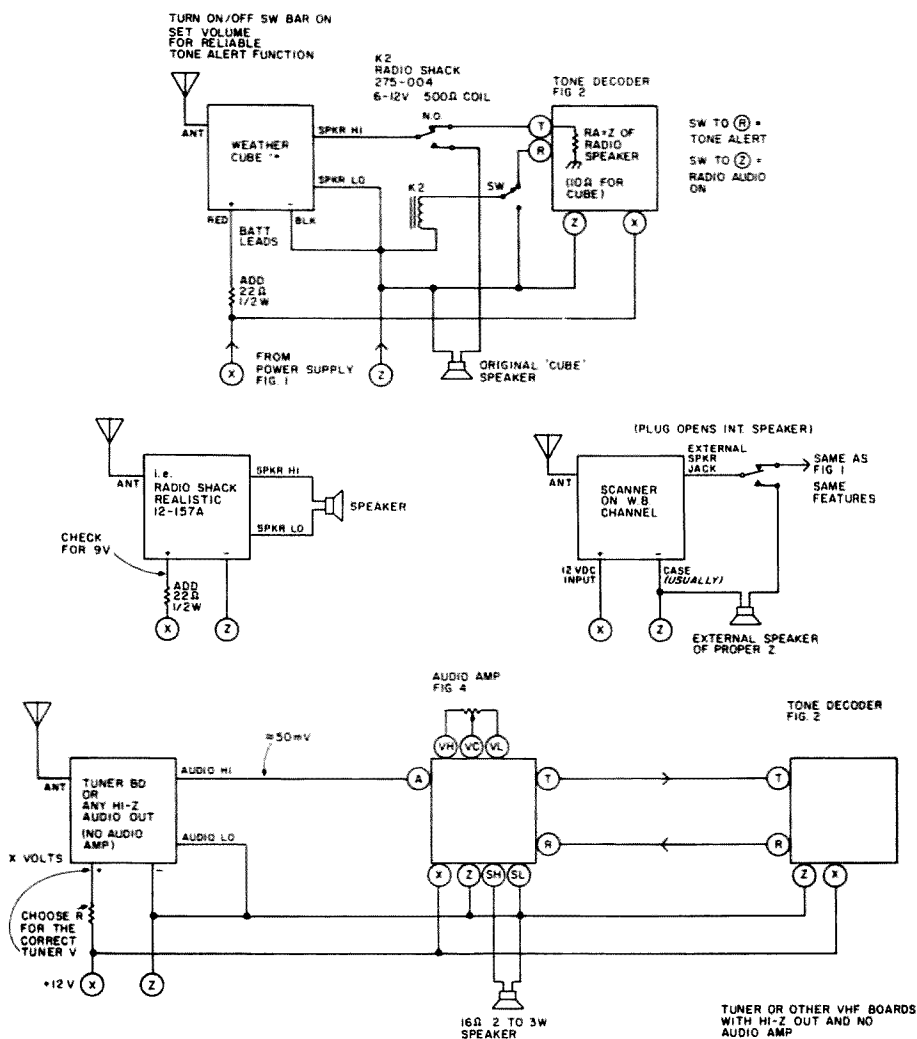 TURN ON/OFF SW BAR ON
SET VOLUME
FOR RELIABLE
TONE ALERT FUNCTION
K2
RADIO SHACK
275-004
6-12V 500Ω COIL
TONE DECODER
FIG 2
N.O.
ANT
WEATHER
CUBE "*
SPKR HI
SPKR LO
T
R
RA=Z OF
RADIO
SPEAKER
(10Ω FOR
CUBE)
SW TO R =
TONE ALERT
SW TO Z =
RADIO AUDIO
ON
K2
SW
+
-
RED
BLK
BATT
LEADS
Z
X
ADD
22Ω
1/2W
X
FROM
POWER SUPPLY
FIG. 1
Z
ORIGINAL 'CUBE'
SPEAKER
ANT
i.e.
RADIO SHACK
REALISTIC
12-157A
SPKR HI
SPKR LO
SPEAKER
+
-
CHECK
FOR 9V
ADD
22Ω
1/2W
X
Z
(PLUG OPENS INT. SPEAKER)
EXTERNAL
SPKR
JACK
ANT
SCANNER
ON W.B.
CHANNEL
SAME AS
FIG 1
SAME
FEATURES
+
-
12 VDC
INPUT
CASE
(USUALLY)
X
Z
EXTERNAL SPEAKER
OF PROPER Z
AUDIO AMP
FIG. 4
TONE DECODER
FIG. 2
≈50mV
VH
VC
VL
ANT
TUNER BD
OR
ANY HI-Z
AUDIO OUT
(NO AUDIO
AMP)
AUDIO HI
AUDIO LO
A
T
T
R
R
X VOLTS
+
-
X
Z
SH
SL
Z
X
CHOOSE R
FOR THE
CORRECT
TUNER V
+12V
X
Z
16Ω 2 TO 3W
SPEAKER
TUNER OR OTHER VHF BOARDS
WITH HI-Z OUT AND NO
AUDIO AMP